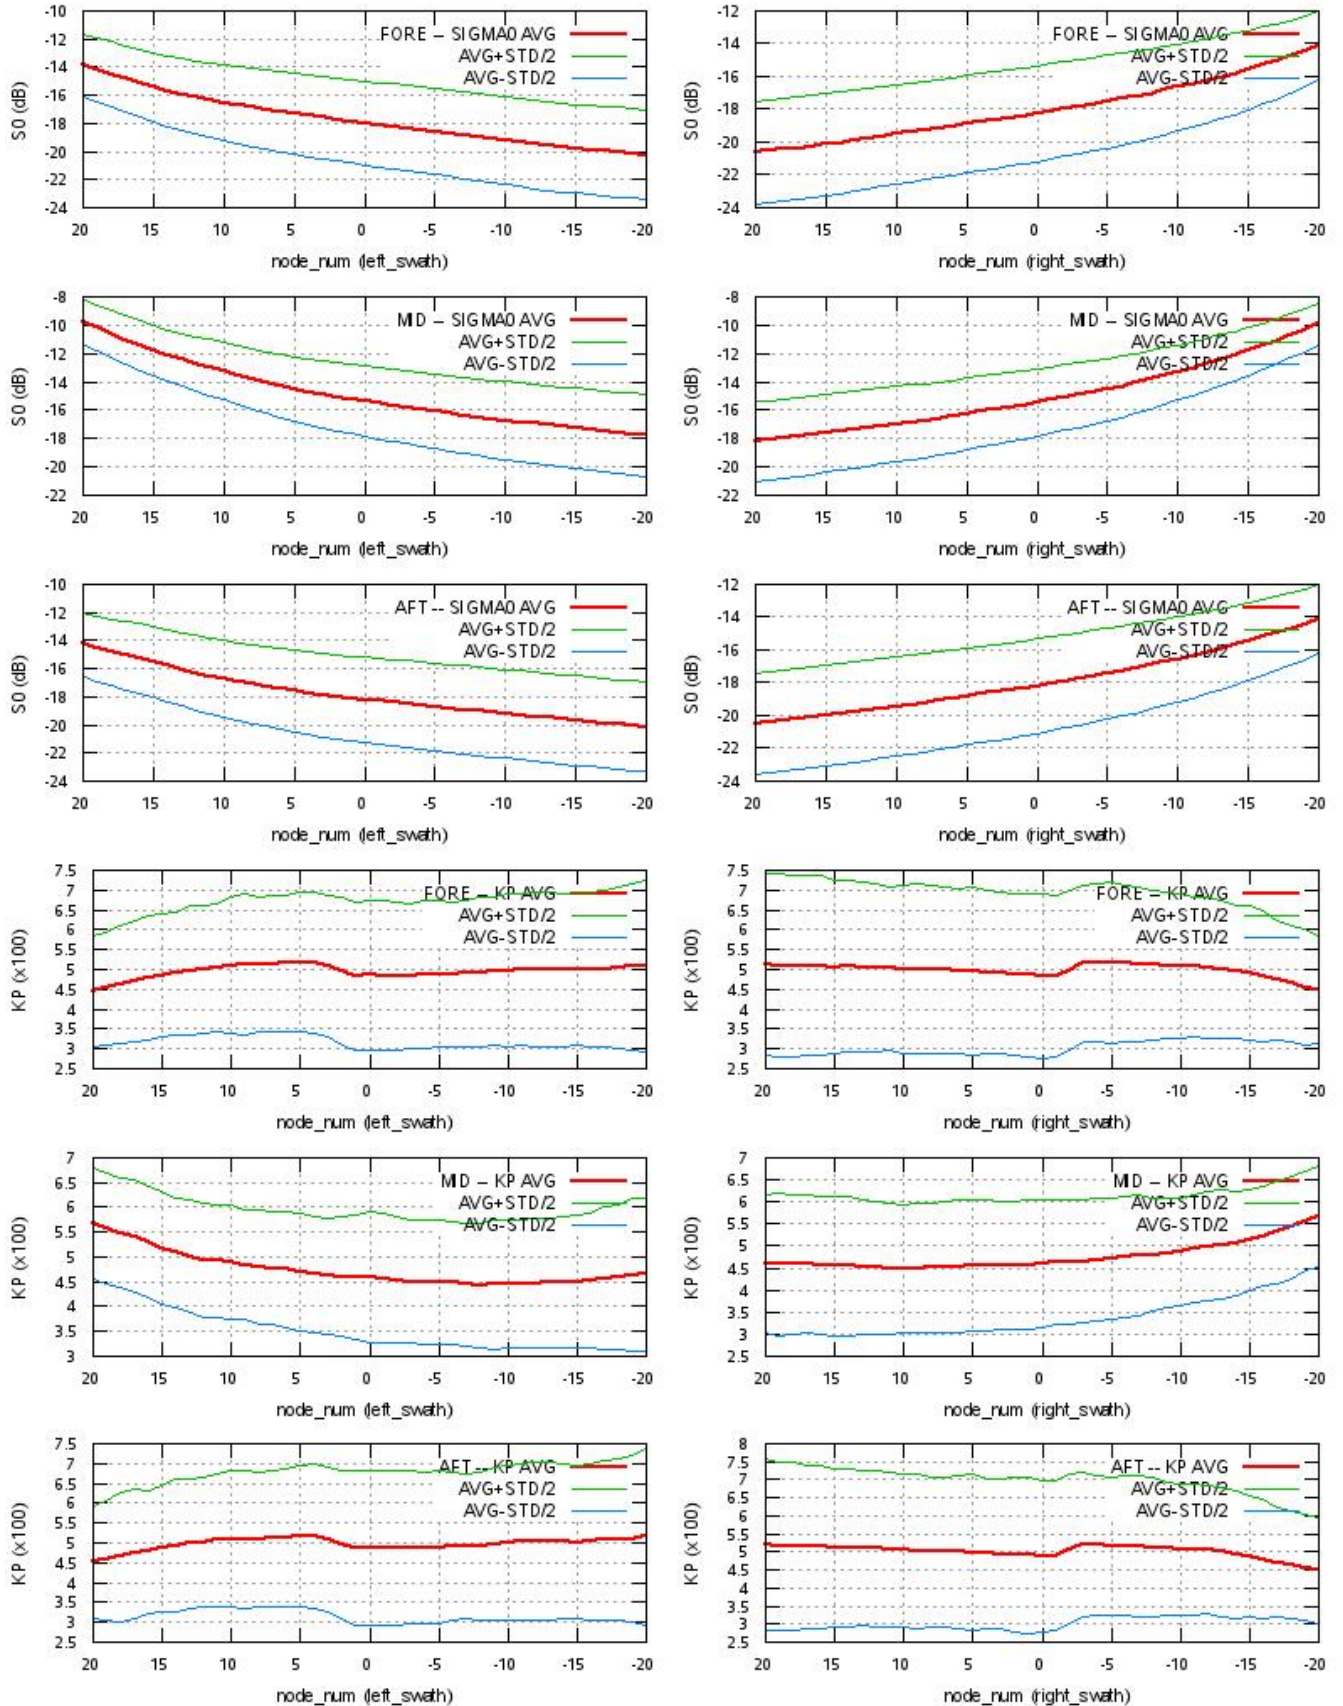 FORE -- SIGMA0 AVG
AVG+STD/2
AVG-STD/2
S0 (dB)
-10
-12
-14
-16
-18
-20
-22
-24
20 15 10 5 0 -5 -10 -15 -20
node_num (left_swath)
FORE -- SIGMA0 AVG
AVG+STD/2
AVG-STD/2
S0 (dB)
-12
-14
-16
-18
-20
-22
-24
20 15 10 5 0 -5 -10 -15 -20
node_num (right_swath)
MID -- SIGMA0 AVG
AVG+STD/2
AVG-STD/2
S0 (dB)
-8
-10
-12
-14
-16
-18
-20
-22
20 15 10 5 0 -5 -10 -15 -20
node_num (left_swath)
MID -- SIGMA0 AVG
AVG+STD/2
AVG-STD/2
S0 (dB)
-8
-10
-12
-14
-16
-18
-20
-22
20 15 10 5 0 -5 -10 -15 -20
node_num (right_swath)
AFT -- SIGMA0 AVG
AVG+STD/2
AVG-STD/2
S0 (dB)
-10
-12
-14
-16
-18
-20
-22
-24
20 15 10 5 0 -5 -10 -15 -20
node_num (left_swath)
AFT -- SIGMA0 AVG
AVG+STD/2
AVG-STD/2
S0 (dB)
-12
-14
-16
-18
-20
-22
-24
20 15 10 5 0 -5 -10 -15 -20
node_num (right_swath)
FORE -- KP AVG
AVG+STD/2
AVG-STD/2
KP (x100)
7.5
7
6.5
6
5.5
5
4.5
4
3.5
3
2.5
20 15 10 5 0 -5 -10 -15 -20
node_num (left_swath)
FORE -- KP AVG
AVG+STD/2
AVG-STD/2
KP (x100)
7.5
7
6.5
6
5.5
5
4.5
4
3.5
3
2.5
20 15 10 5 0 -5 -10 -15 -20
node_num (right_swath)
MID -- KP AVG
AVG+STD/2
AVG-STD/2
KP (x100)
7
6.5
6
5.5
5
4.5
4
3.5
3
20 15 10 5 0 -5 -10 -15 -20
node_num (left_swath)
MID -- KP AVG
AVG+STD/2
AVG-STD/2
KP (x100)
7
6.5
6
5.5
5
4.5
4
3.5
3
2.5
20 15 10 5 0 -5 -10 -15 -20
node_num (right_swath)
AFT -- KP AVG
AVG+STD/2
AVG-STD/2
KP (x100)
7.5
7
6.5
6
5.5
5
4.5
4
3.5
3
2.5
20 15 10 5 0 -5 -10 -15 -20
node_num (left_swath)
AFT -- KP AVG
AVG+STD/2
AVG-STD/2
KP (x100)
8
7.5
7
6.5
6
5.5
5
4.5
4
3.5
3
2.5
20 15 10 5 0 -5 -10 -15 -20
node_num (right_swath)